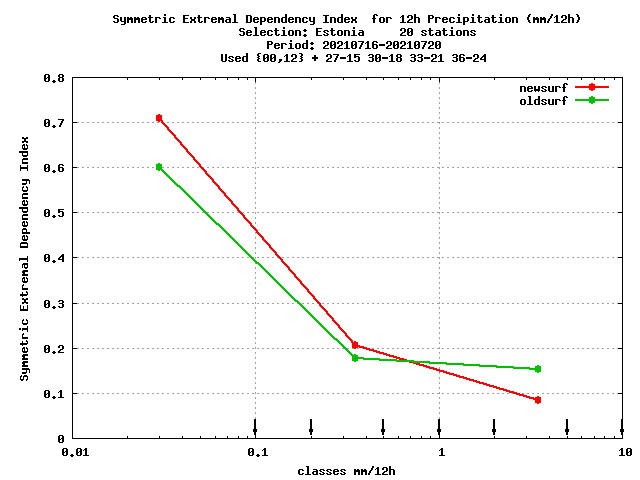 Symmetric Extremal Dependency Index  for 12h Precipitation (mm/12h)
Selection: Estonia     20 stations
Period: 20210716-20210720
Used {00,12} + 27-15 30-18 33-21 36-24
newsurf
oldsurf
0.8
0.7
0.6
0.5
0.4
0.3
0.2
0.1
0
Symmetric Extremal Dependency Index
0.01 0.1 1 10
classes mm/12h